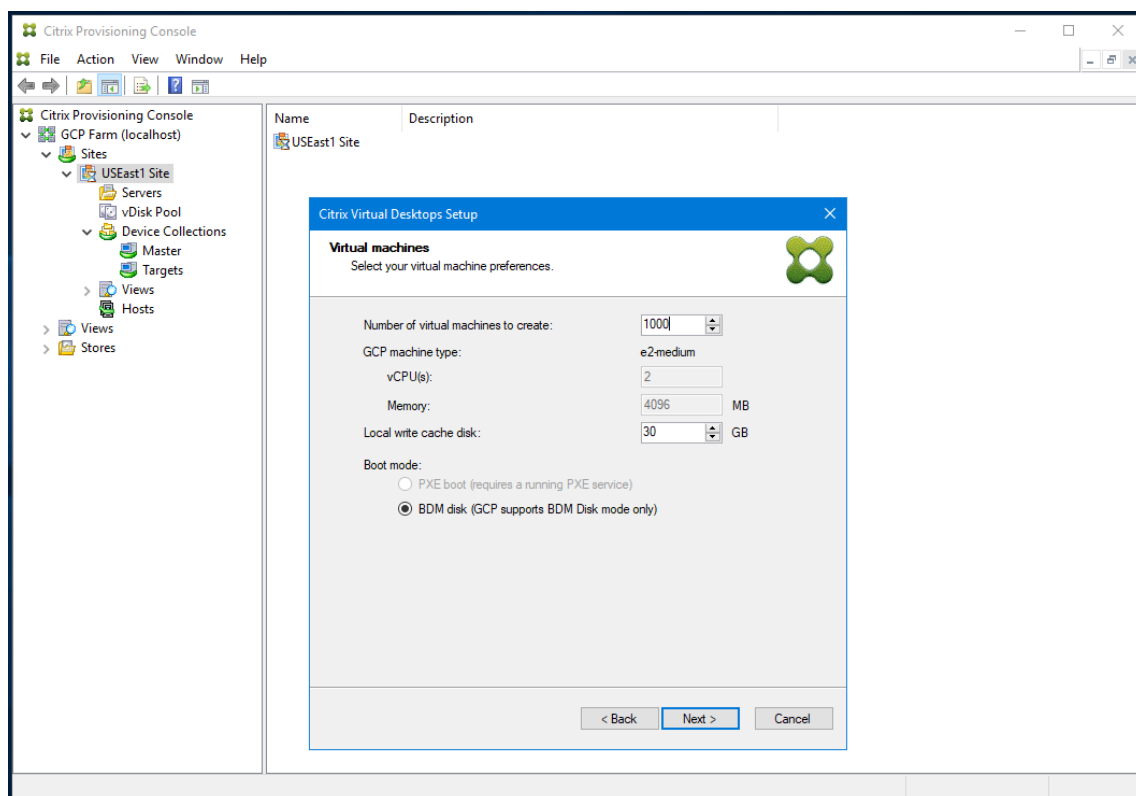 Citrix Provisioning Console
File Action View Window Help
Citrix Provisioning Console
GCP Farm (localhost)
Sites
USEast1 Site
Servers
vDisk Pool
Device Collections
Master
Targets
Views
Hosts
Views
Stores
Name Description
USEast1 Site
Citrix Virtual Desktops Setup
Virtual machines
Select your virtual machine preferences.
Number of virtual machines to create: 1000
GCP machine type: e2-medium
vCPU(s): 2
Memory: 4096 MB
Local write cache disk: 30 GB
Boot mode:
PXE boot (requires a running PXE service)
BDM disk (GCP supports BDM Disk mode only)
< Back Next > Cancel